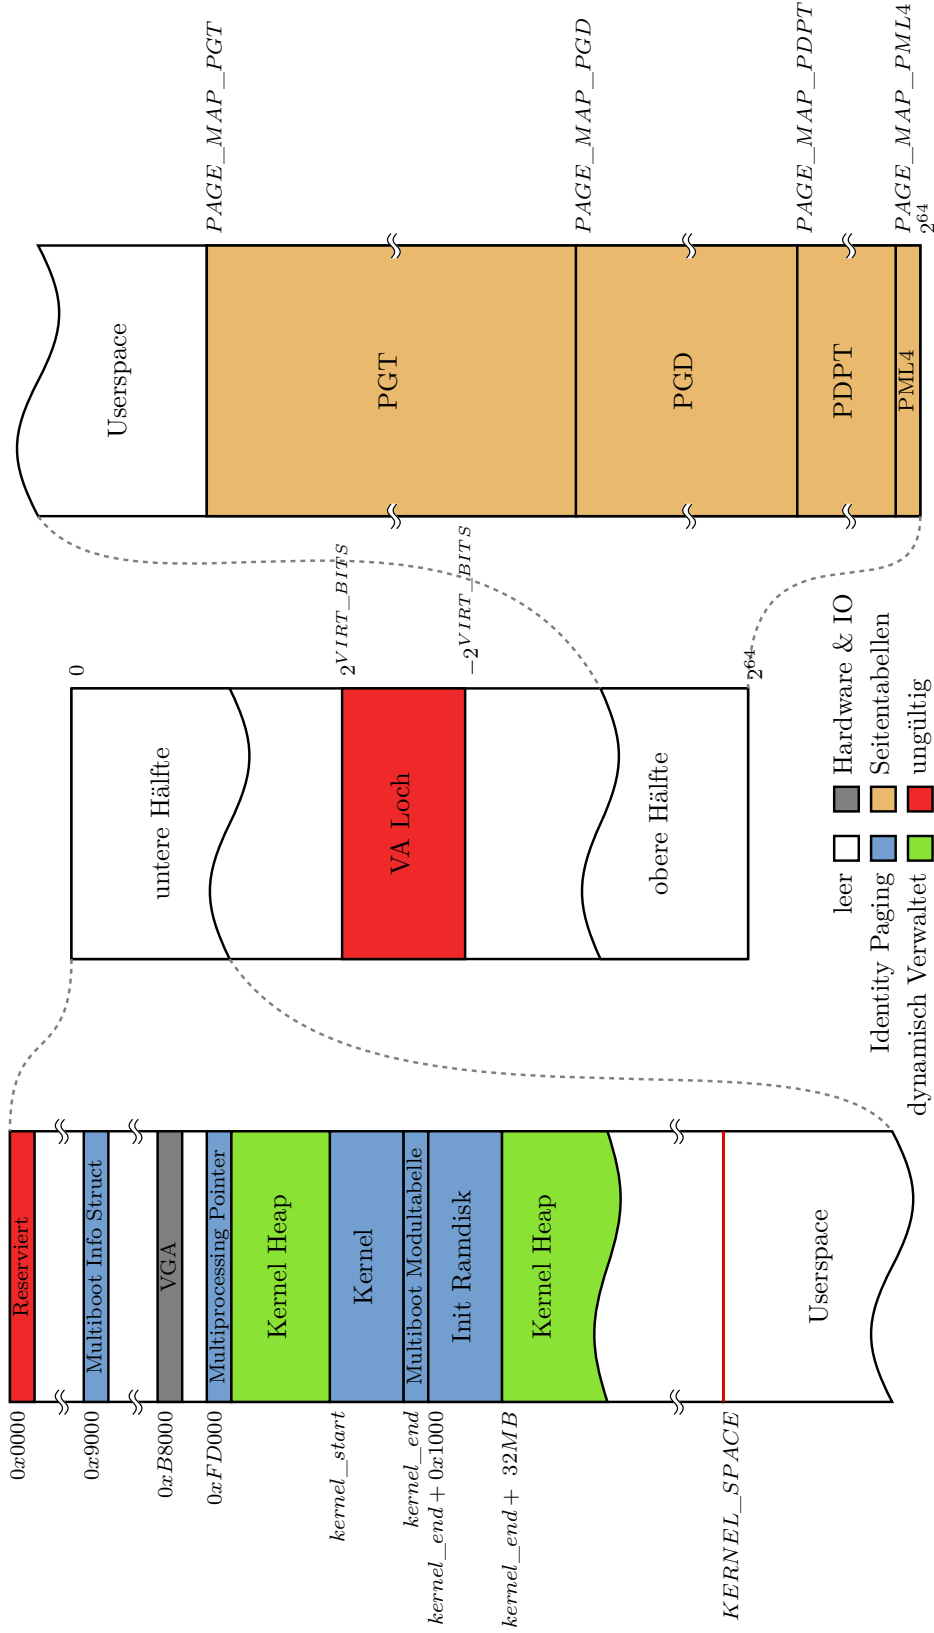 0x0000
Reserviert
0x9000
Multiboot Info Struct
0xB8000
VGA
0xFD000
Multiprocessing Pointer
Kernel Heap
kernel_start
Kernel
kernel_end
Multiboot Modultabelle
kernel_end + 0x1000
Init Ramdisk
kernel_end + 32MB
Kernel Heap
KERNEL_SPACE
Userspace
0
untere Hälfte
2^VIRT_BITS
VA Loch
−2^VIRT_BITS
obere Hälfte
2^64
Userspace
PAGE_MAP_PGT
PGT
PAGE_MAP_PGD
PGD
PAGE_MAP_PDPT
PDPT
PAGE_MAP_PML4
PML4
2^64
leer
Hardware & IO
Identity Paging
Seitentabellen
dynamisch Verwaltet
ungültig